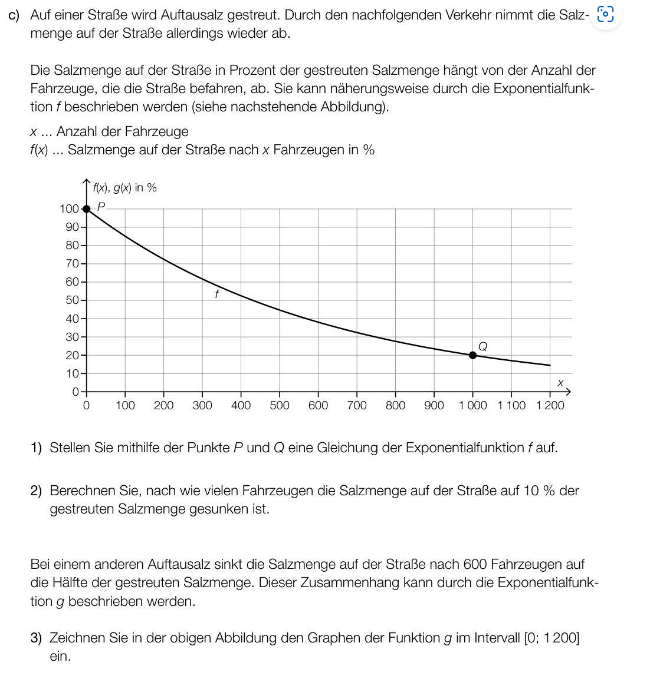 c) Auf einer Straße wird Auftausalz gestreut. Durch den nachfolgenden Verkehr nimmt die Salz-
menge auf der Straße allerdings wieder ab.
Die Salzmenge auf der Straße in Prozent der gestreuten Salzmenge hängt von der Anzahl der
Fahrzeuge, die die Straße befahren, ab. Sie kann näherungsweise durch die Exponentialfunk-
tion f beschrieben werden (siehe nachstehende Abbildung).
x ... Anzahl der Fahrzeuge
f(x) ... Salzmenge auf der Straße nach x Fahrzeugen in %
f(x), g(x) in %
100 P
90
80
70
60
50 f
40
30
20 Q
10
0 x
0 100 200 300 400 500 600 700 800 900 1 000 1 100 1 200
1) Stellen Sie mithilfe der Punkte P und Q eine Gleichung der Exponentialfunktion f auf.
2) Berechnen Sie, nach wie vielen Fahrzeugen die Salzmenge auf der Straße auf 10 % der
gestreuten Salzmenge gesunken ist.
Bei einem anderen Auftausalz sinkt die Salzmenge auf der Straße nach 600 Fahrzeugen auf
die Hälfte der gestreuten Salzmenge. Dieser Zusammenhang kann durch die Exponentialfunk-
tion g beschrieben werden.
3) Zeichnen Sie in der obigen Abbildung den Graphen der Funktion g im Intervall [0; 1 200]
ein.